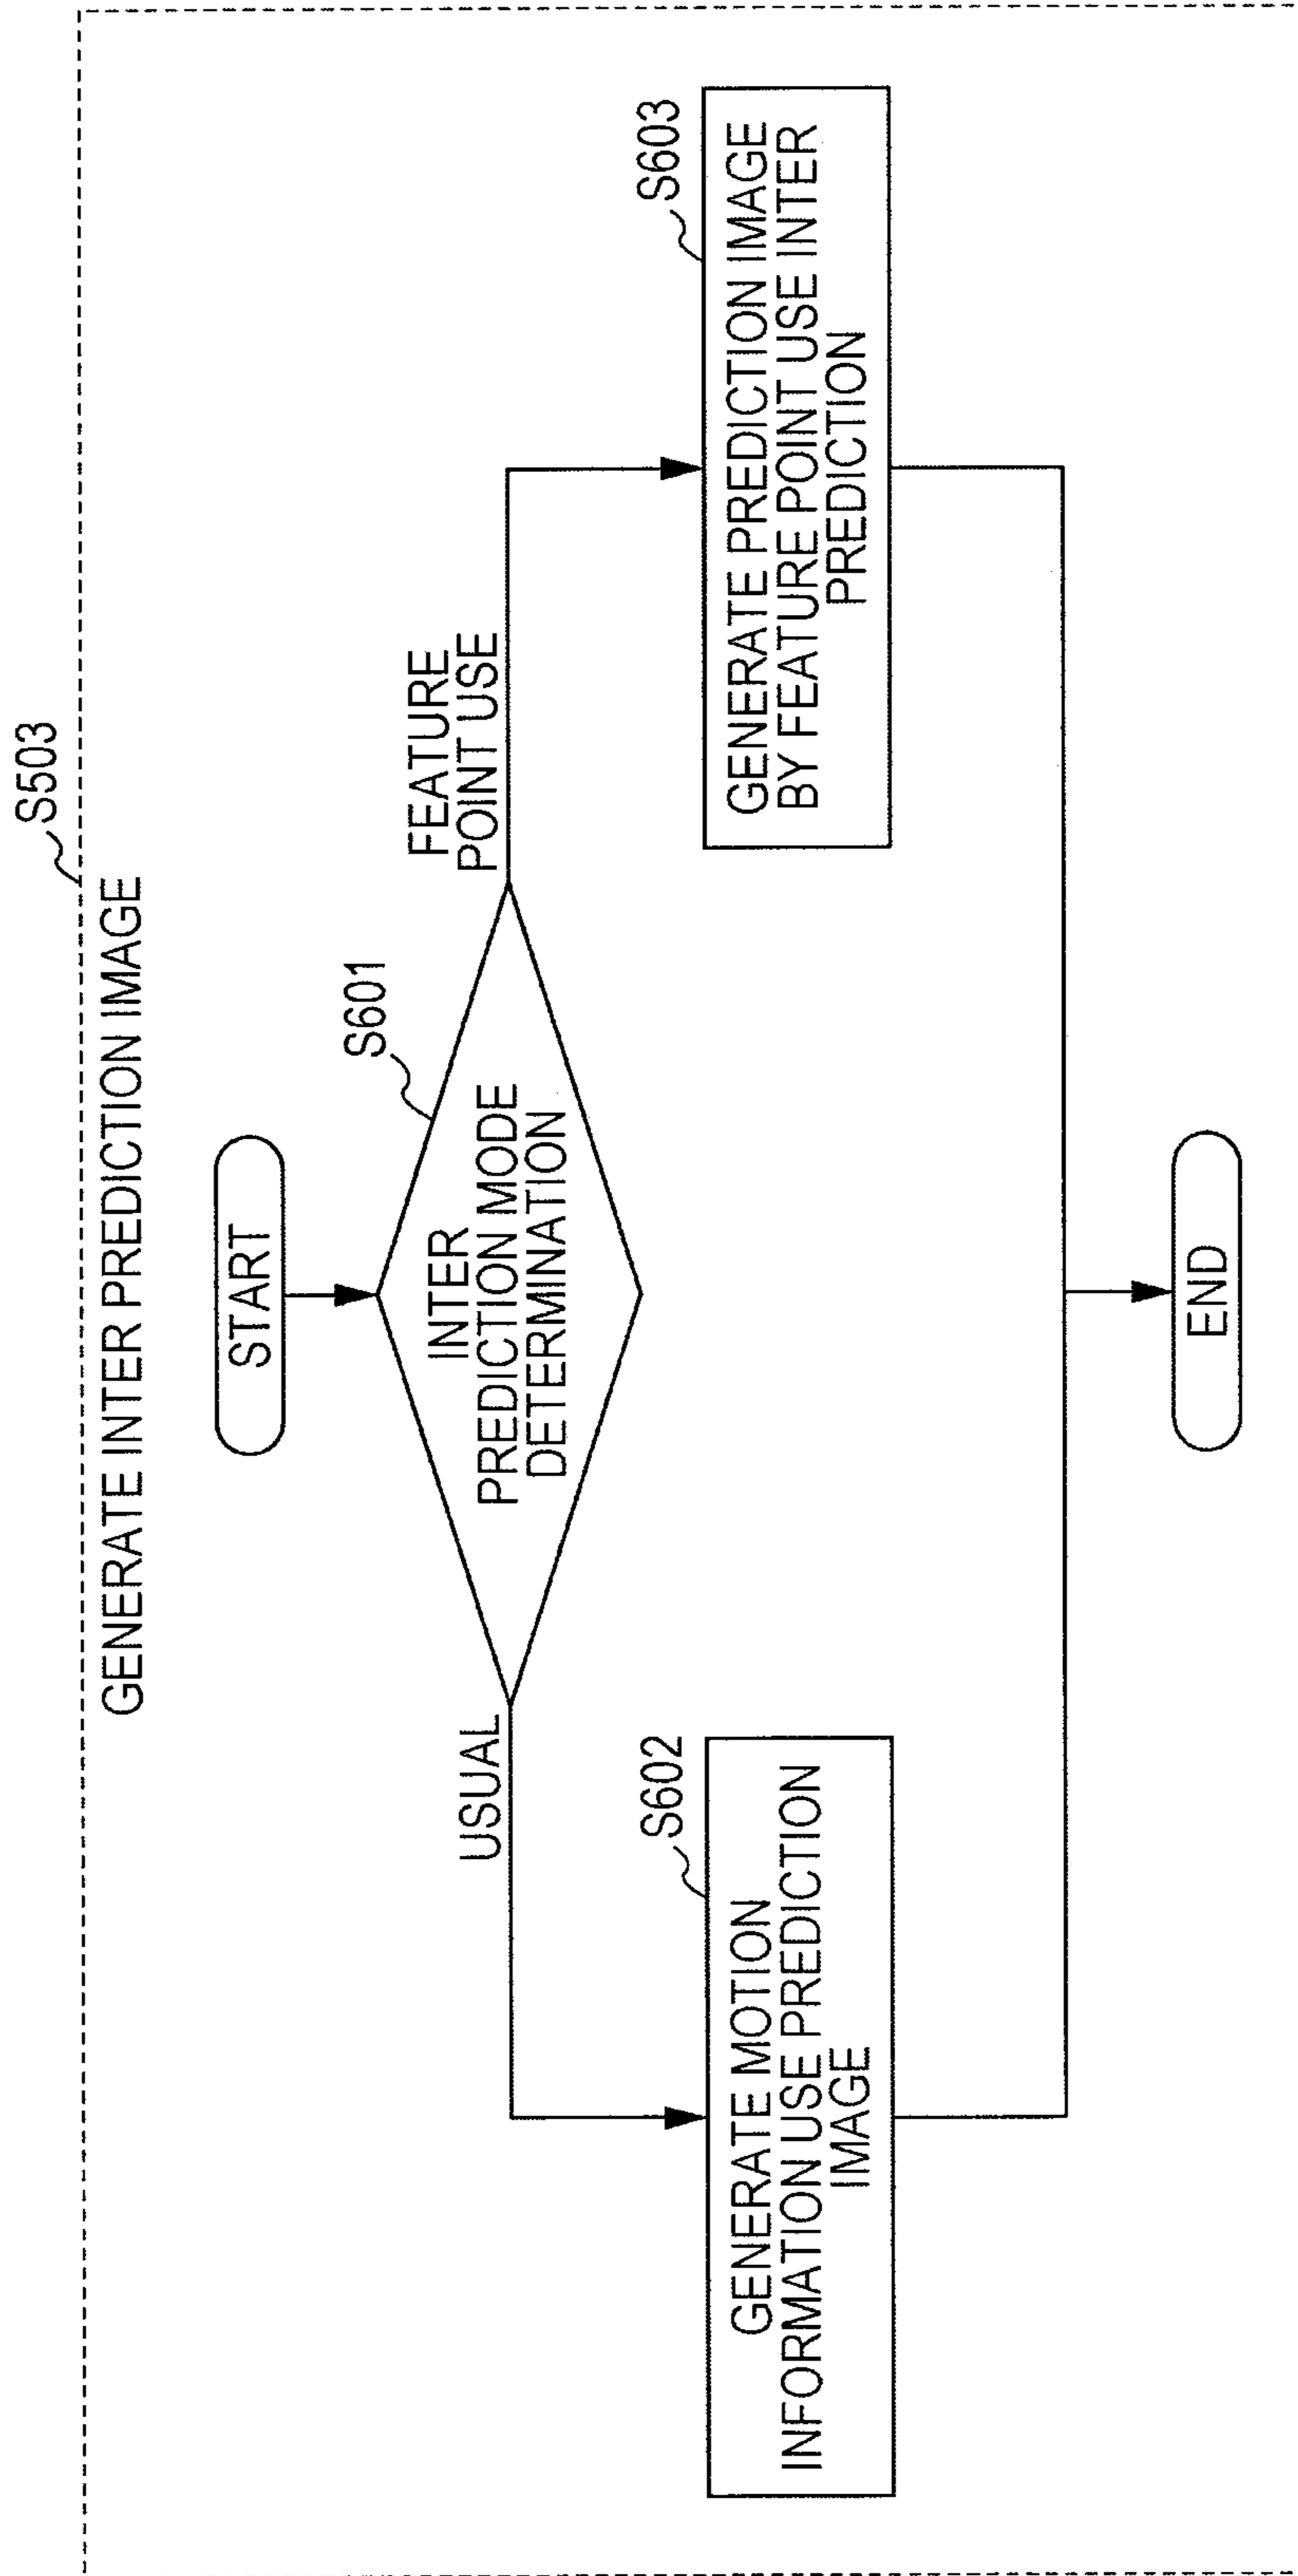 S503
GENERATE INTER PREDICTION IMAGE
START
S601
INTER
PREDICTION MODE
DETERMINATION
USUAL
FEATURE
POINT USE
S602
GENERATE MOTION
INFORMATION USE PREDICTION
IMAGE
S603
GENERATE PREDICTION IMAGE
BY FEATURE POINT USE INTER
PREDICTION
END